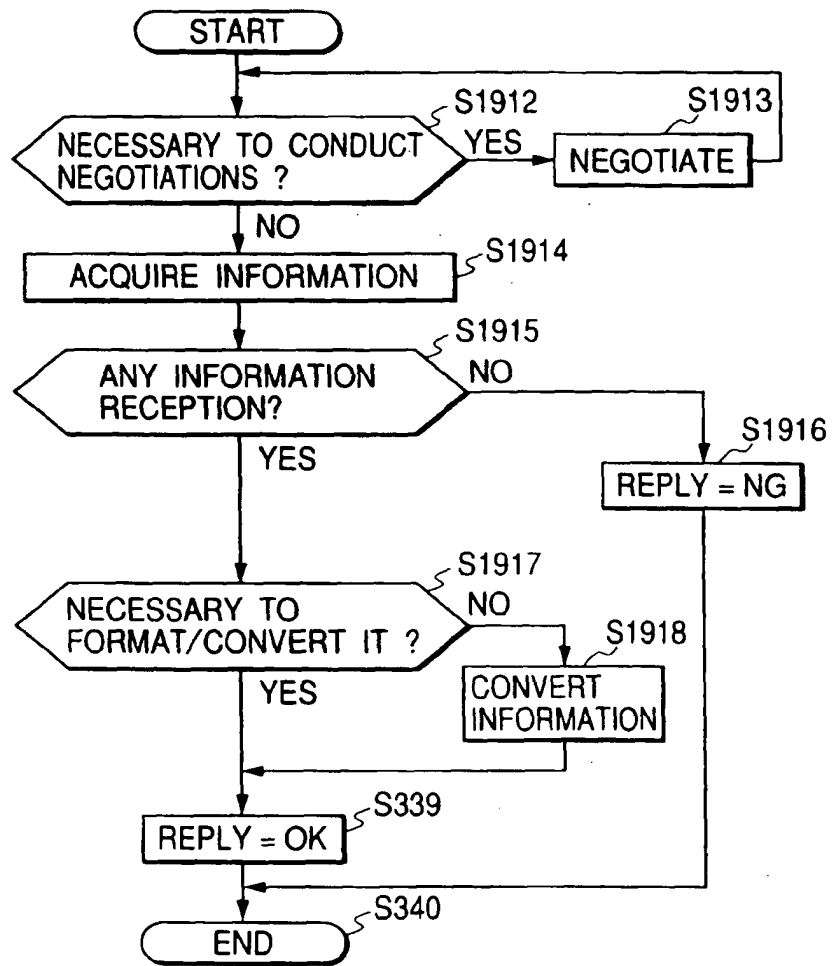 START
S1912
NECESSARY TO CONDUCT
NEGOTIATIONS ?
YES
S1913
NEGOTIATE
NO
S1914
ACQUIRE INFORMATION
S1915
ANY INFORMATION
RECEPTION?
NO
YES
S1916
REPLY = NG
S1917
NECESSARY TO
FORMAT/CONVERT IT ?
NO
YES
S1918
CONVERT
INFORMATION
S339
REPLY = OK
S340
END